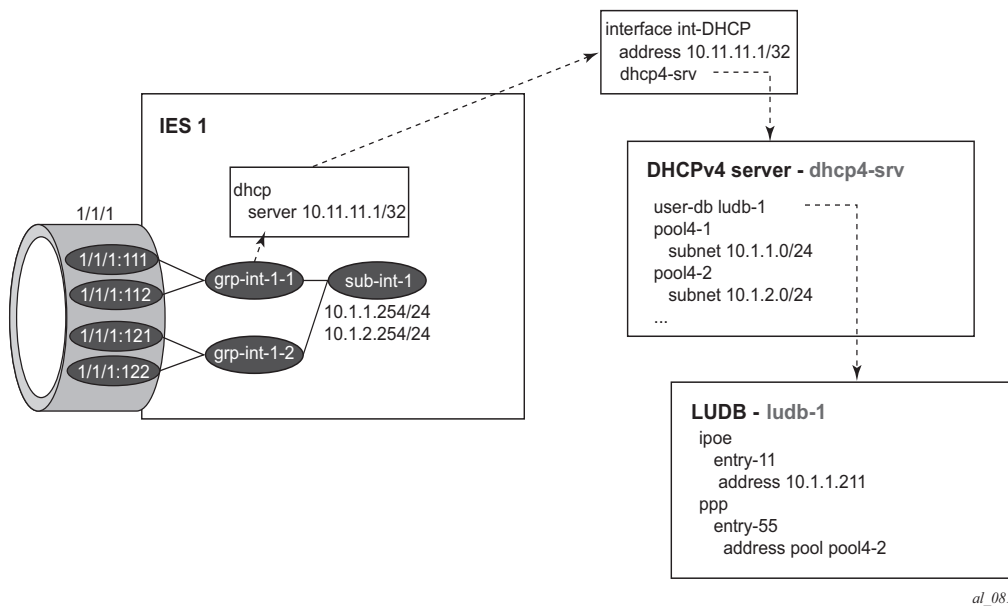 interface int-DHCP
address 10.11.11.1/32
dhcp4-srv
IES 1
dhcp
server 10.11.11.1/32
1/1/1
1/1/1:111
1/1/1:112
1/1/1:121
1/1/1:122
grp-int-1-1
grp-int-1-2
sub-int-1
10.1.1.254/24
10.1.2.254/24
DHCPv4 server - dhcp4-srv
user-db ludb-1
pool4-1
subnet 10.1.1.0/24
pool4-2
subnet 10.1.2.0/24
...
LUDB - ludb-1
ipoe
entry-11
address 10.1.1.211
ppp
entry-55
address pool pool4-2